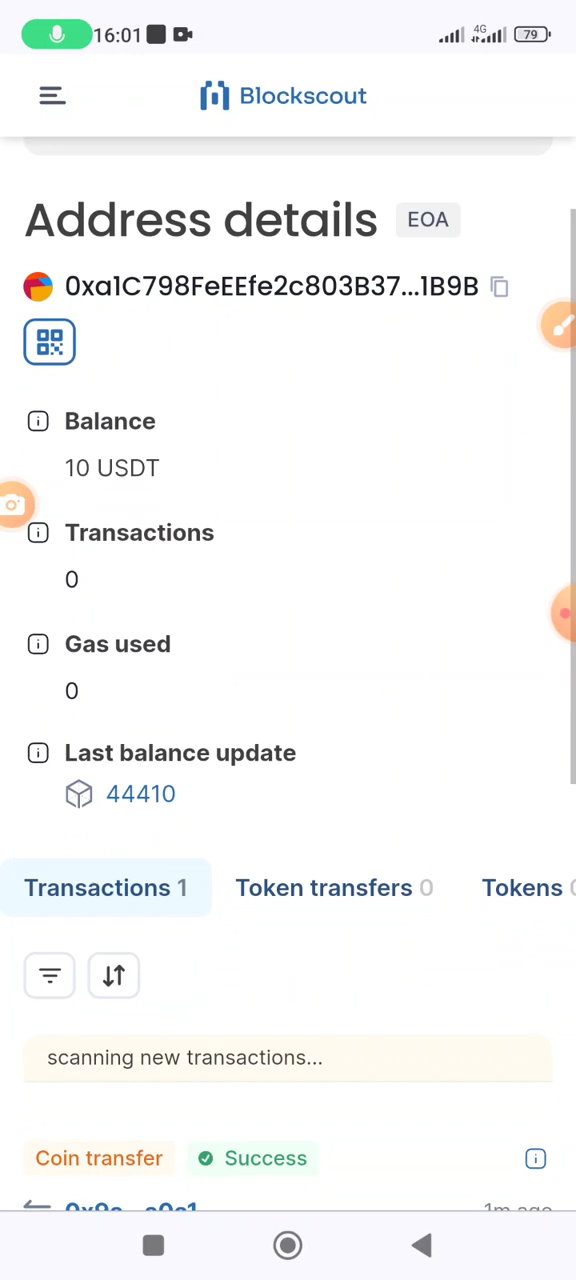 16:01
4G
79
Blockscout
Address details EOA
0xa1C798FeEEfe2c803B37...1B9B
Balance
10 USDT
Transactions
0
Gas used
0
Last balance update
44410
Transactions 1 Token transfers 0 Tokens
scanning new transactions...
Coin transfer Success
1m ago